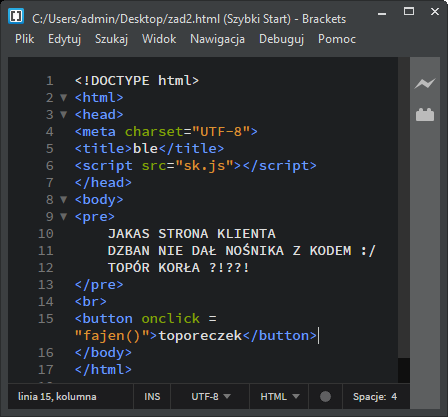 C:/Users/admin/Desktop/zad2.html (Szybki Start) - Brackets
Plik Edytuj Szukaj Widok Nawigacja Debuguj Pomoc
1 <!DOCTYPE html>
2 <html>
3 <head>
4 <meta charset="UTF-8">
5 <title>ble</title>
6 <script src="sk.js"></script>
7 </head>
8 <body>
9 <pre>
10 JAKAS STRONA KLIENTA
11 DZBAN NIE DAŁ NOŚNIKA Z KODEM :/
12 TOPÓR KORŁA ?!??!
13 </pre>
14 <br>
15 <button onclick =
"fajen()">toporeczek</button>
16 </body>
17 </html>
linia 15, kolumna INS UTF-8 HTML Spacje: 4